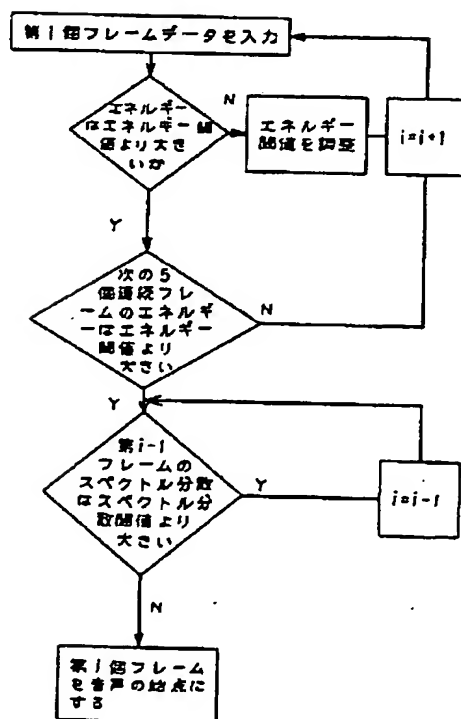 第i個フレームデータを入力
エネルギー
はエネルギー閾
値より大き
いか
N
エネルギー
閾値を調整
i=i+1
Y
次の5
個連続フレ
ームのエネルギ
ーはエネルギー
閾値より
大きい
N
Y
第i-1
フレームの
スペクトル分散
はスペクトル分
散閾値より
大きい
Y
i=i-1
N
第i個フレーム
を音声の始点に
する